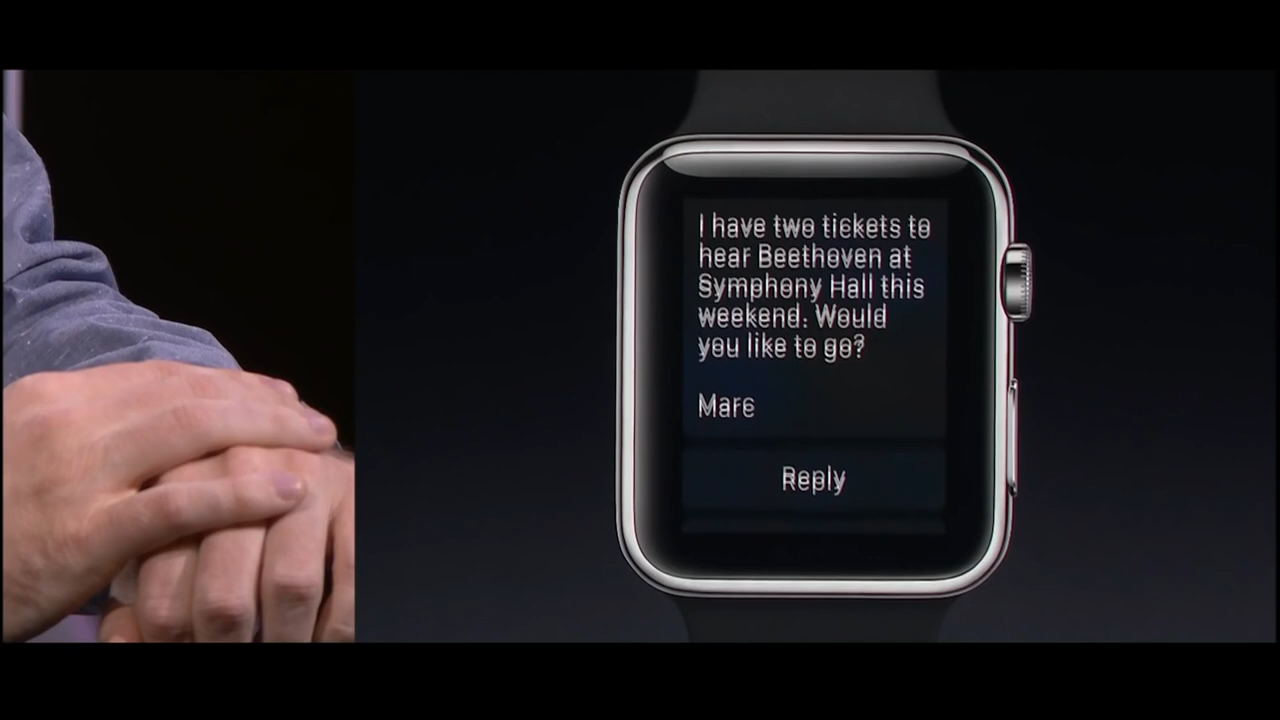 I have two tickets to
hear Beethoven at
Symphony Hall this
weekend. Would
you like to go?
Marc
Reply